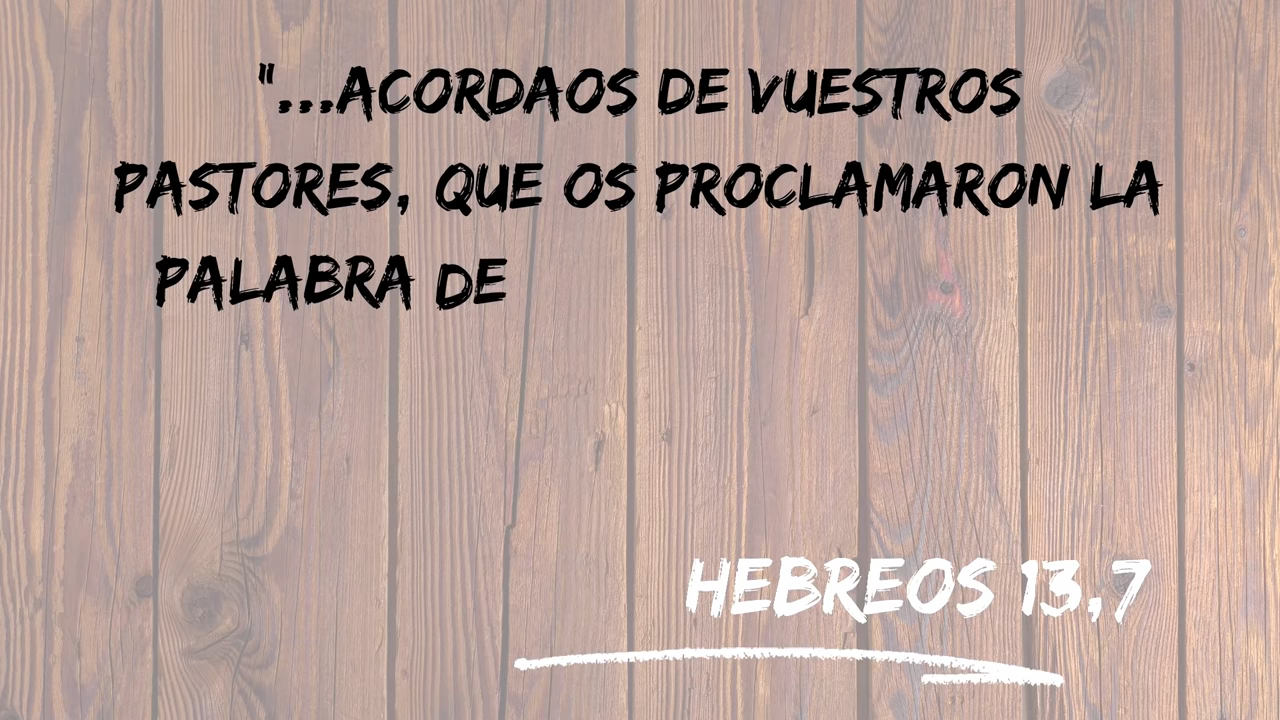 "...ACORDAOS DE VUESTROS
PASTORES, QUE OS PROCLAMARON LA
PALABRA DE
HEBREOS 13,7